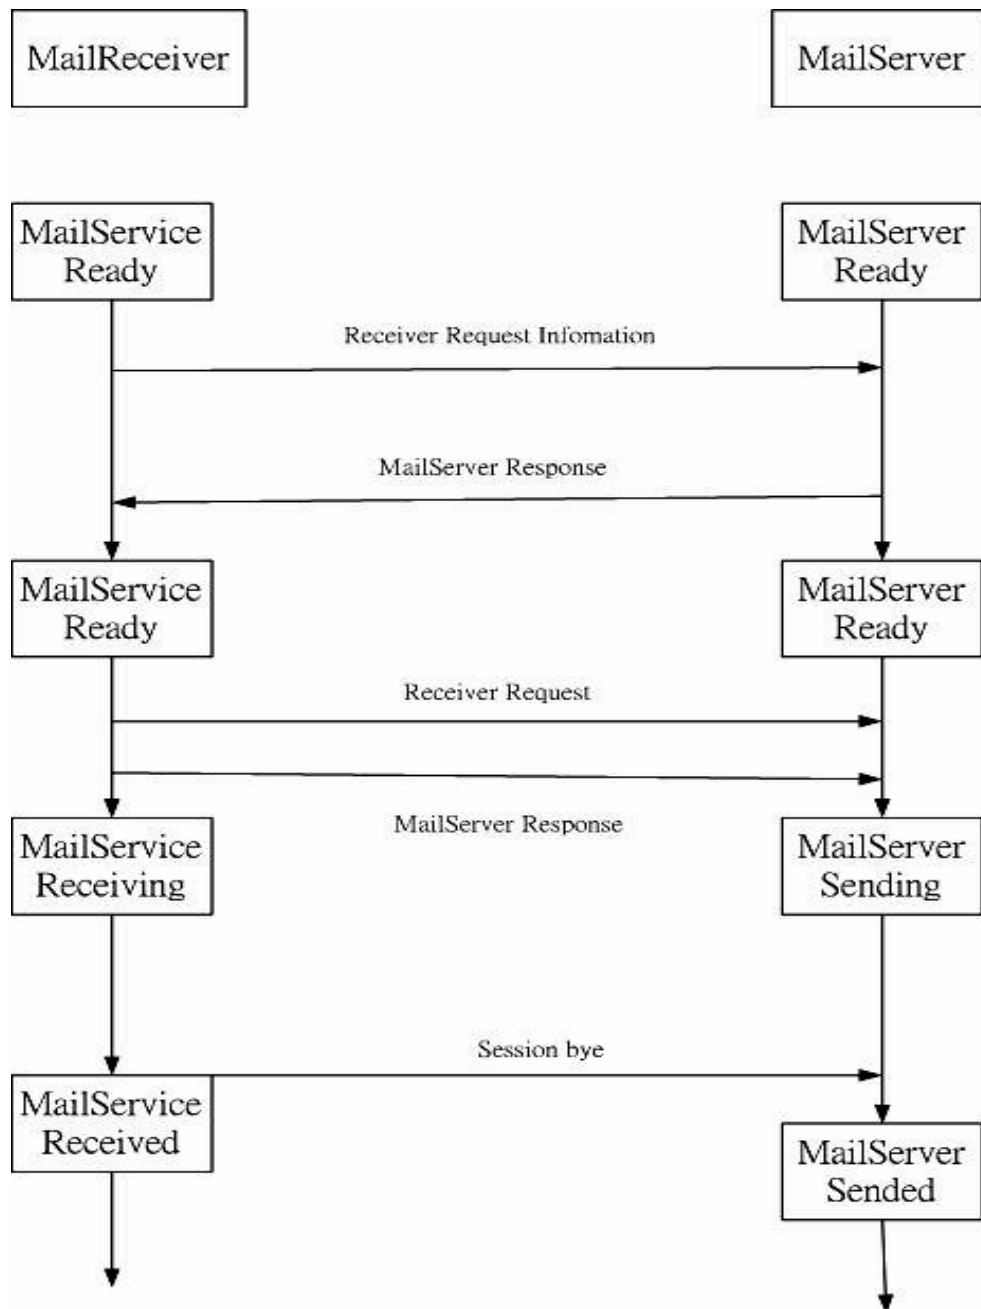 MailReceiver
MailServer
MailService
Ready
MailServer
Ready
Receiver Request Infomation
MailServer Response
MailService
Ready
MailServer
Ready
Receiver Request
MailServer Response
MailService
Receiving
MailServer
Sending
Session bye
MailService
Received
MailServer
Sended